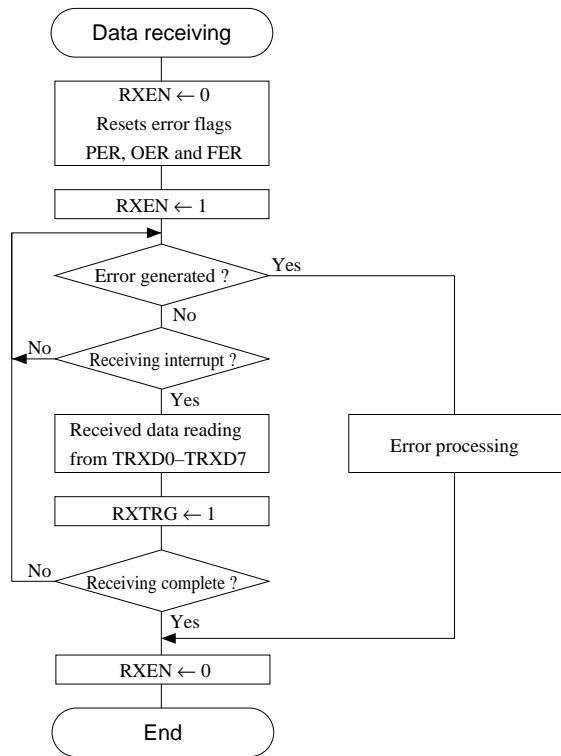 Data receiving
RXEN ← 0
Resets error flags
PER, OER and FER
RXEN ← 1
Error generated ?
Yes
No
Receiving interrupt ?
No
Yes
Received data reading
from TRXD0–TRXD7
Error processing
RXTRG ← 1
Receiving complete ?
No
Yes
RXEN ← 0
End